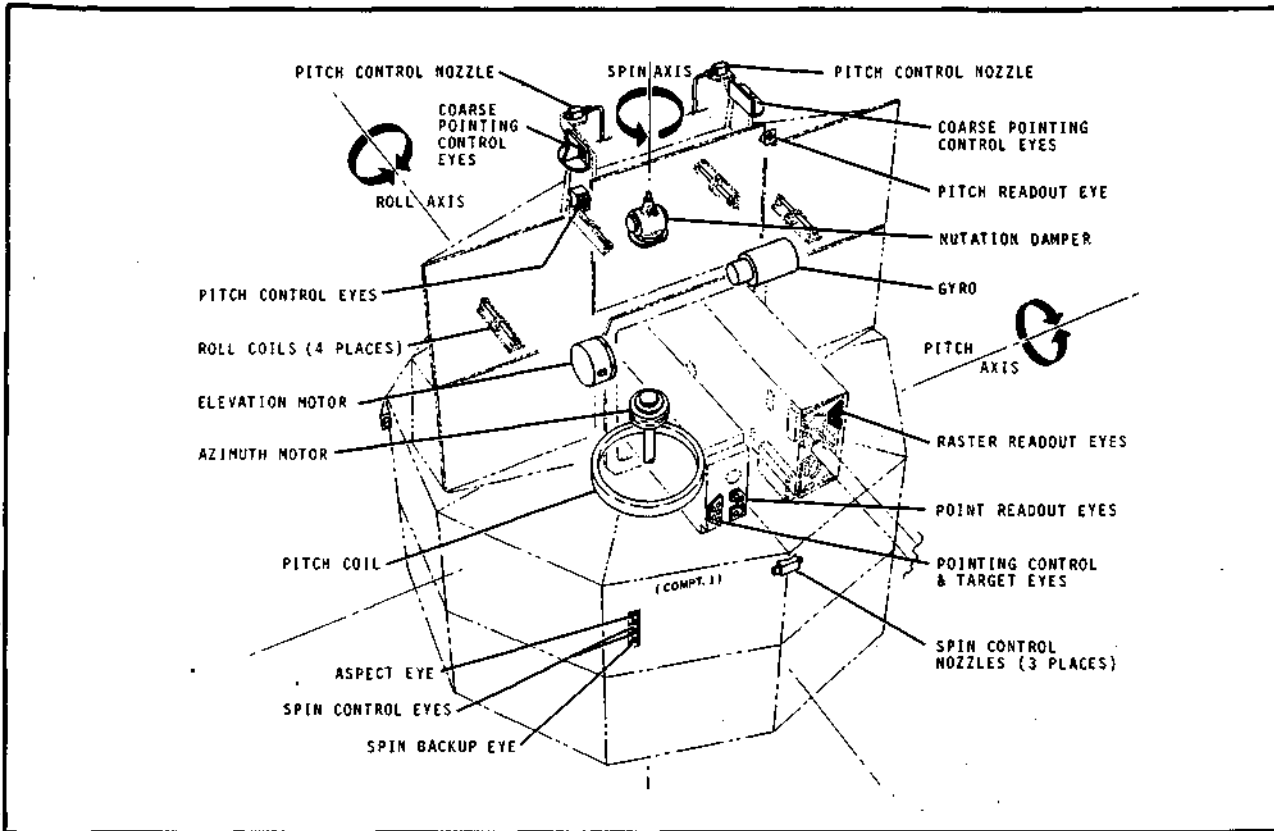 PITCH CONTROL NOZZLE
SPIN AXIS
PITCH CONTROL NOZZLE
COARSE
POINTING
CONTROL
EYES
COARSE POINTING
CONTROL EYES
ROLL AXIS
PITCH READOUT EYE
NUTATION DAMPER
PITCH CONTROL EYES
GYRO
ROLL COILS (4 PLACES)
PITCH
AXIS
ELEVATION MOTOR
AZIMUTH MOTOR
RASTER READOUT EYES
POINT READOUT EYES
PITCH COIL
POINTING CONTROL
& TARGET EYES
(COMPT. 1)
ASPECT EYE
SPIN CONTROL
NOZZLES (3 PLACES)
SPIN CONTROL EYES
SPIN BACKUP EYE